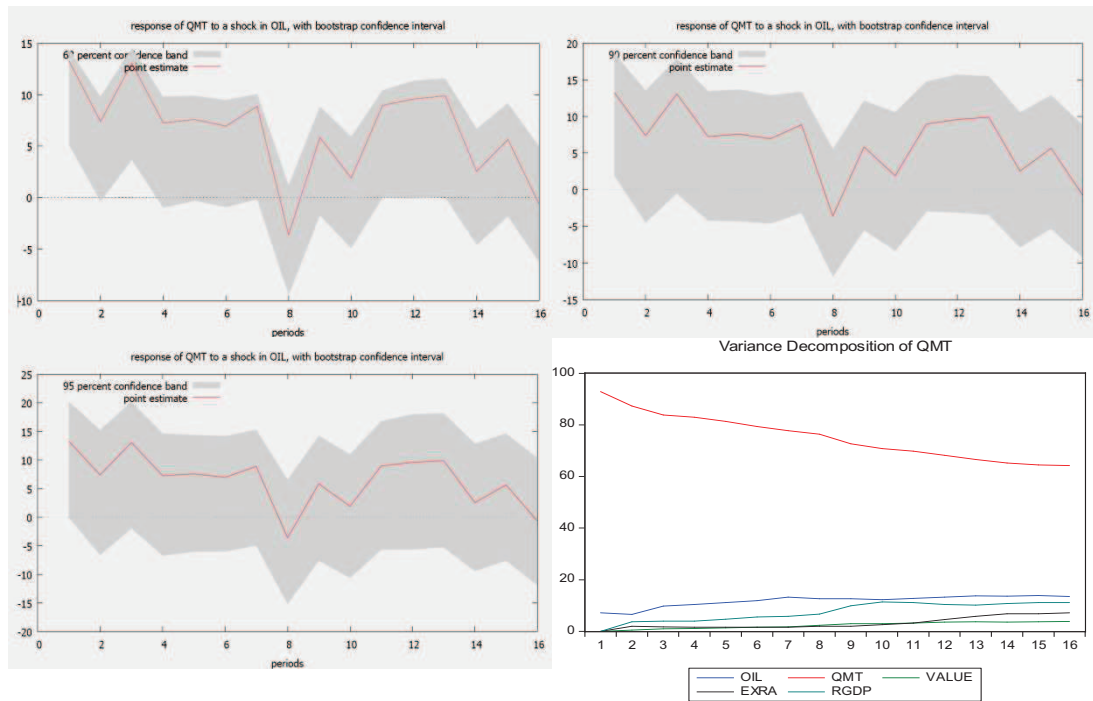 response of QMT to a shock in OIL, with bootstrap confidence interval
percent confidence band
point estimate
15
10
5
0
-5
-10
0 2 4 6 8 10 12 14 16
periods
response of QMT to a shock in OIL, with bootstrap confidence interval
90 percent confidence band
point estimate
20
15
10
5
0
-5
-10
-15
0 2 4 6 8 10 12 14 16
periods
response of QMT to a shock in OIL, with bootstrap confidence interval
95 percent confidence band
point estimate
25
20
15
10
5
0
-5
-10
-15
-20
0 2 4 6 8 10 12 14 16
periods
Variance Decomposition of QMT
100
80
60
40
20
0
1 2 3 4 5 6 7 8 9 10 11 12 13 14 15 16
OIL QMT VALUE
EXRA RGDP